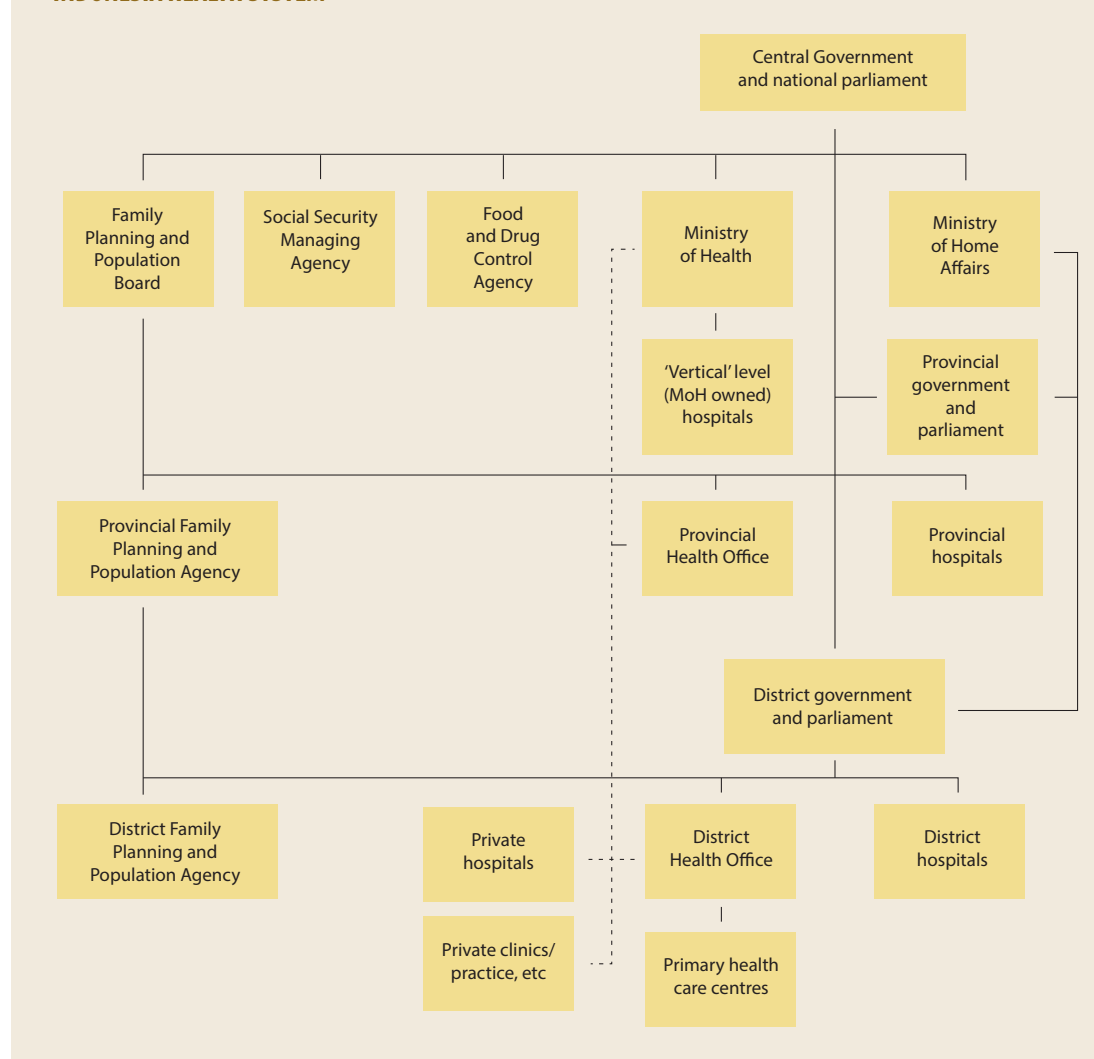 Central Government
and national parliament
Family
Planning and
Population
Board
Social Security
Managing
Agency
Food
and Drug
Control
Agency
Ministry
of Health
Ministry
of Home
Affairs
‘Vertical’ level
(MoH owned)
hospitals
Provincial
government
and
parliament
Provincial Family
Planning and
Population Agency
Provincial
Health Office
Provincial
hospitals
District government
and parliament
District Family
Planning and
Population Agency
Private
hospitals
District
Health Office
District
hospitals
Private clinics/
practice, etc
Primary health
care centres